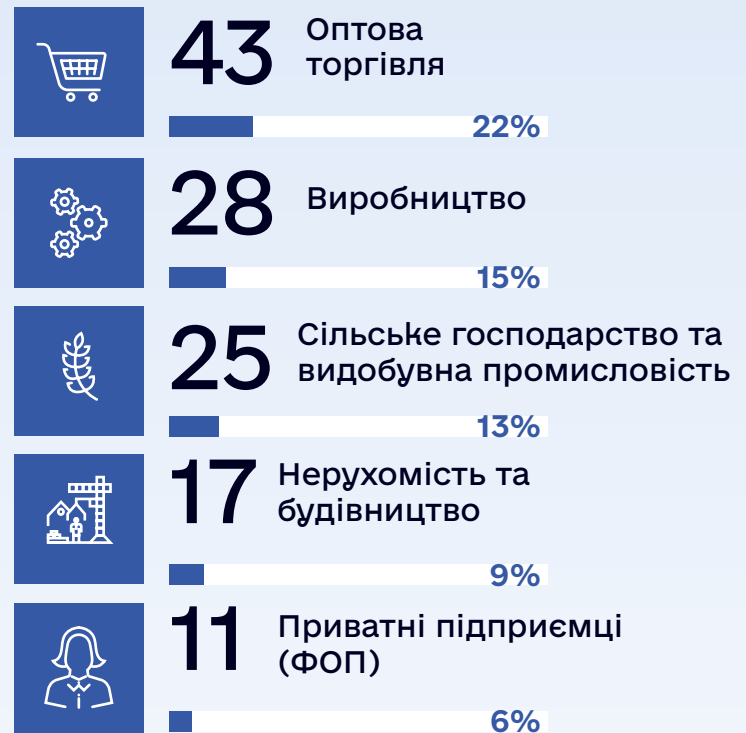 43 Оптова
торгівля
22%
28 Виробництво
15%
25 Сільське господарство та
видобувна промисловість
13%
17 Нерухомість та
будівництво
9%
11 Приватні підприємці
(ФОП)
6%